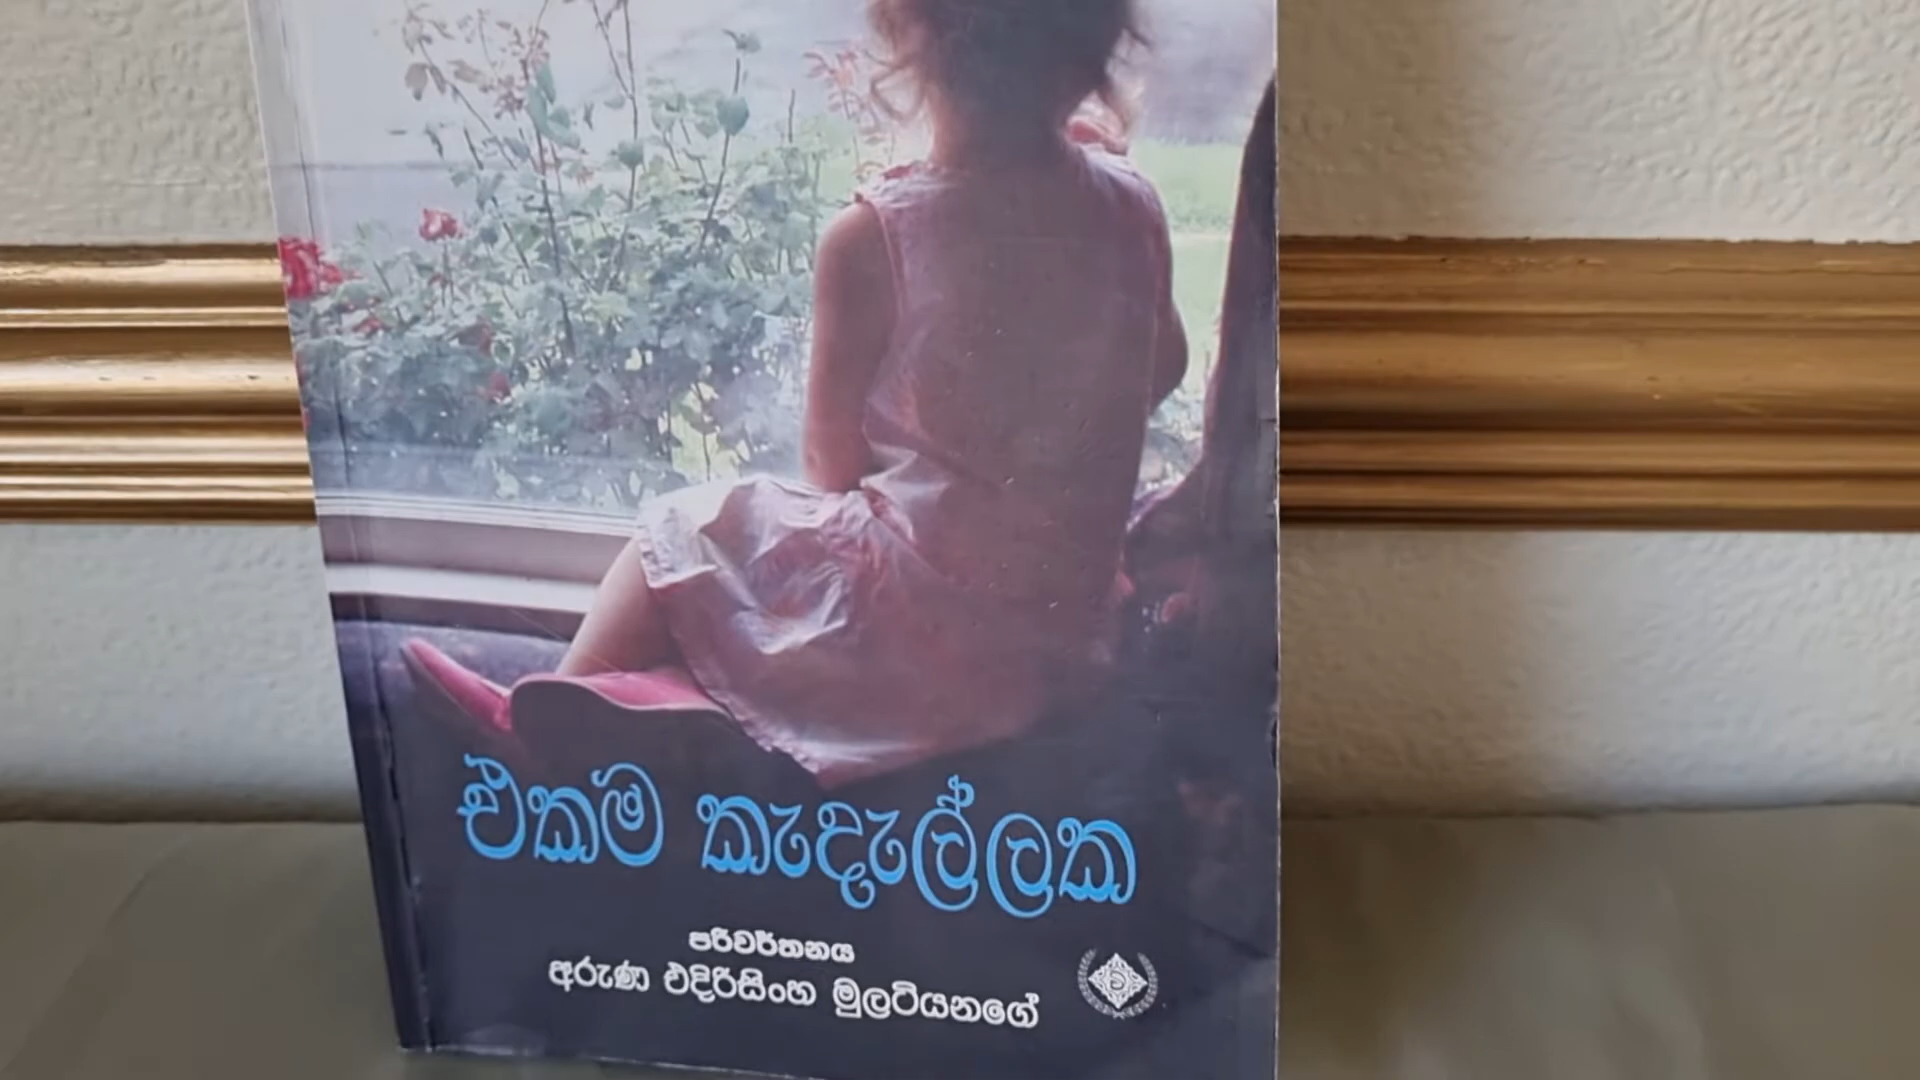 එකම කැදැල්ලක
පරිවර්තනය
අරුණ එදිරිසිංහ මුලටියනගේ